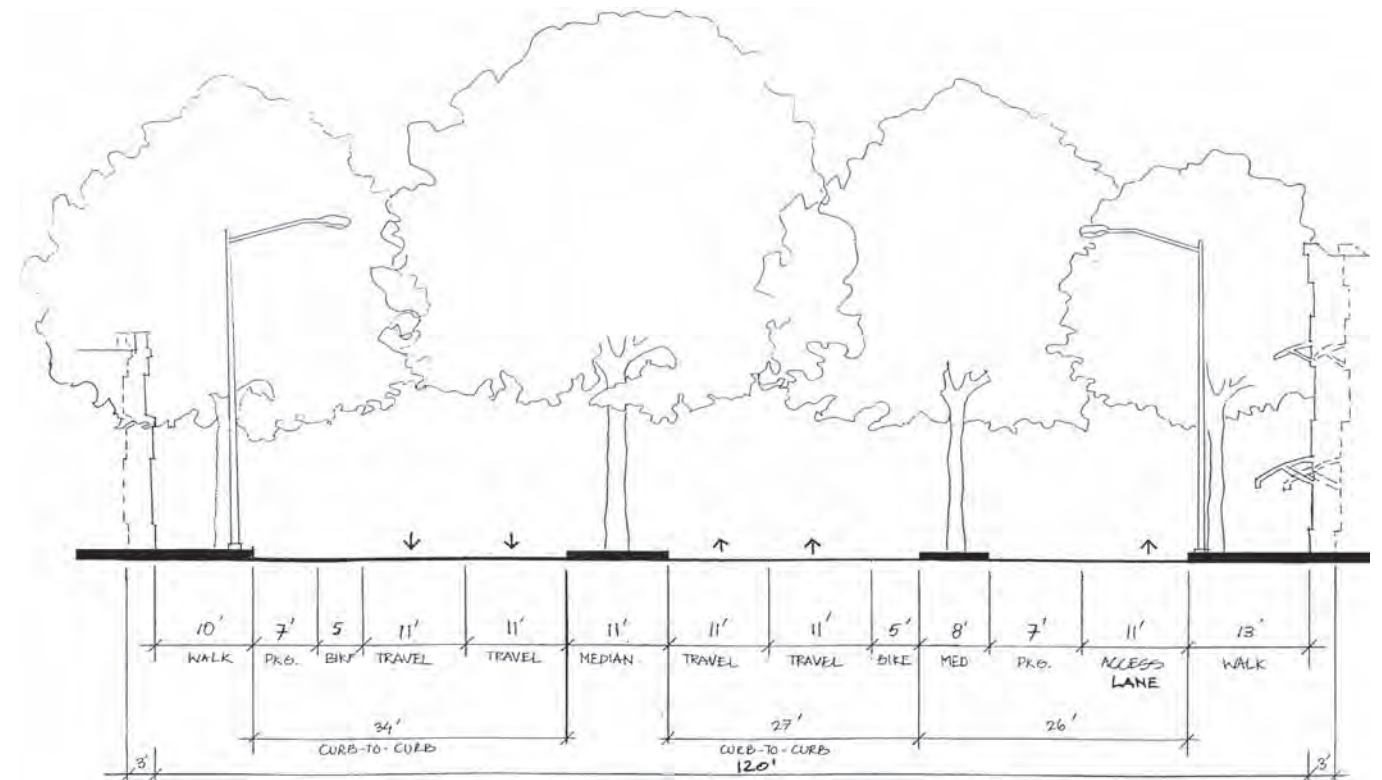 10' 7' 5 11' 11' 11' 11' 11' 5' 8' 7' 11' 13'
WALK PKG. BIKE TRAVEL TRAVEL MEDIAN TRAVEL TRAVEL BIKE MED PKG. ACCESS WALK
LANE
34' 27' 26'
CURB-TO-CURB CURB-TO-CURB
3' 120' 3'